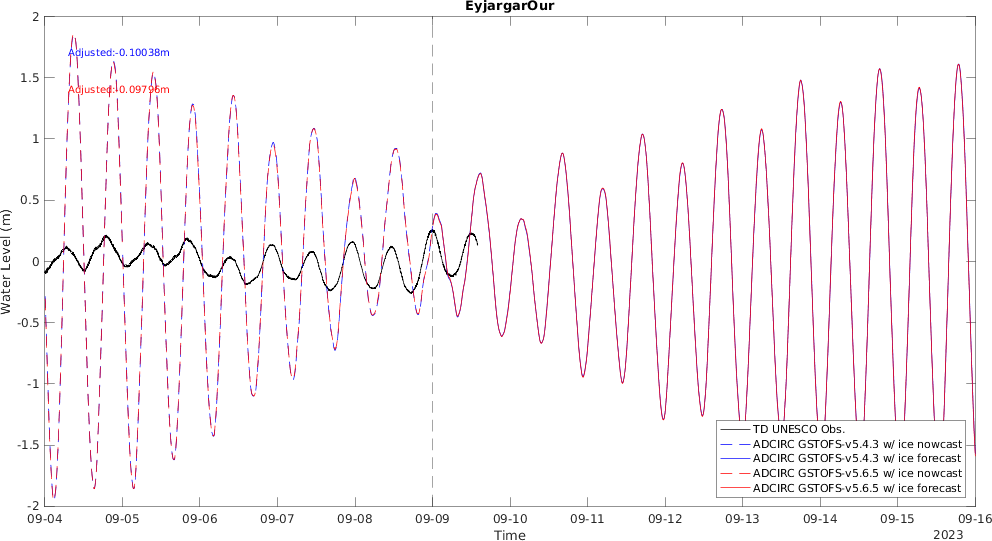 EyjargarOur
Adjusted:-0.10038m
Adjusted:-0.09796m
Water Level (m)
2
1.5
1
0.5
0
-0.5
-1
-1.5
-2
TD UNESCO Obs.
ADCIRC GSTOFS-v5.4.3 w/ ice nowcast
ADCIRC GSTOFS-v5.4.3 w/ ice forecast
ADCIRC GSTOFS-v5.6.5 w/ ice nowcast
ADCIRC GSTOFS-v5.6.5 w/ ice forecast
09-04 09-05 09-06 09-07 09-08 09-09 09-10 09-11 09-12 09-13 09-14 09-15 09-16
Time
2023